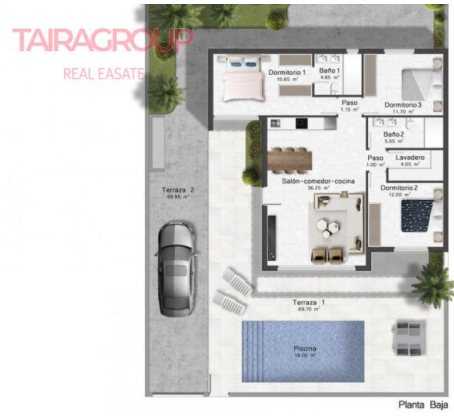 TAIRAGROUP
REAL EASATE
Dormitorio 1
15.65 m²
Baño 1
4.65 m²
Paso
1.15 m²
Dormitorio 3
11.70 m²
Baño 2
5.55 m²
Paso
1.00 m²
Lavadero
4.05 m²
Salón-comedor-cocina
36.25 m²
Dormitorio 2
12.00 m²
Terraza 2
Terraza 1
69.70 m²
Piscina
18.00 m²
Planta Baja